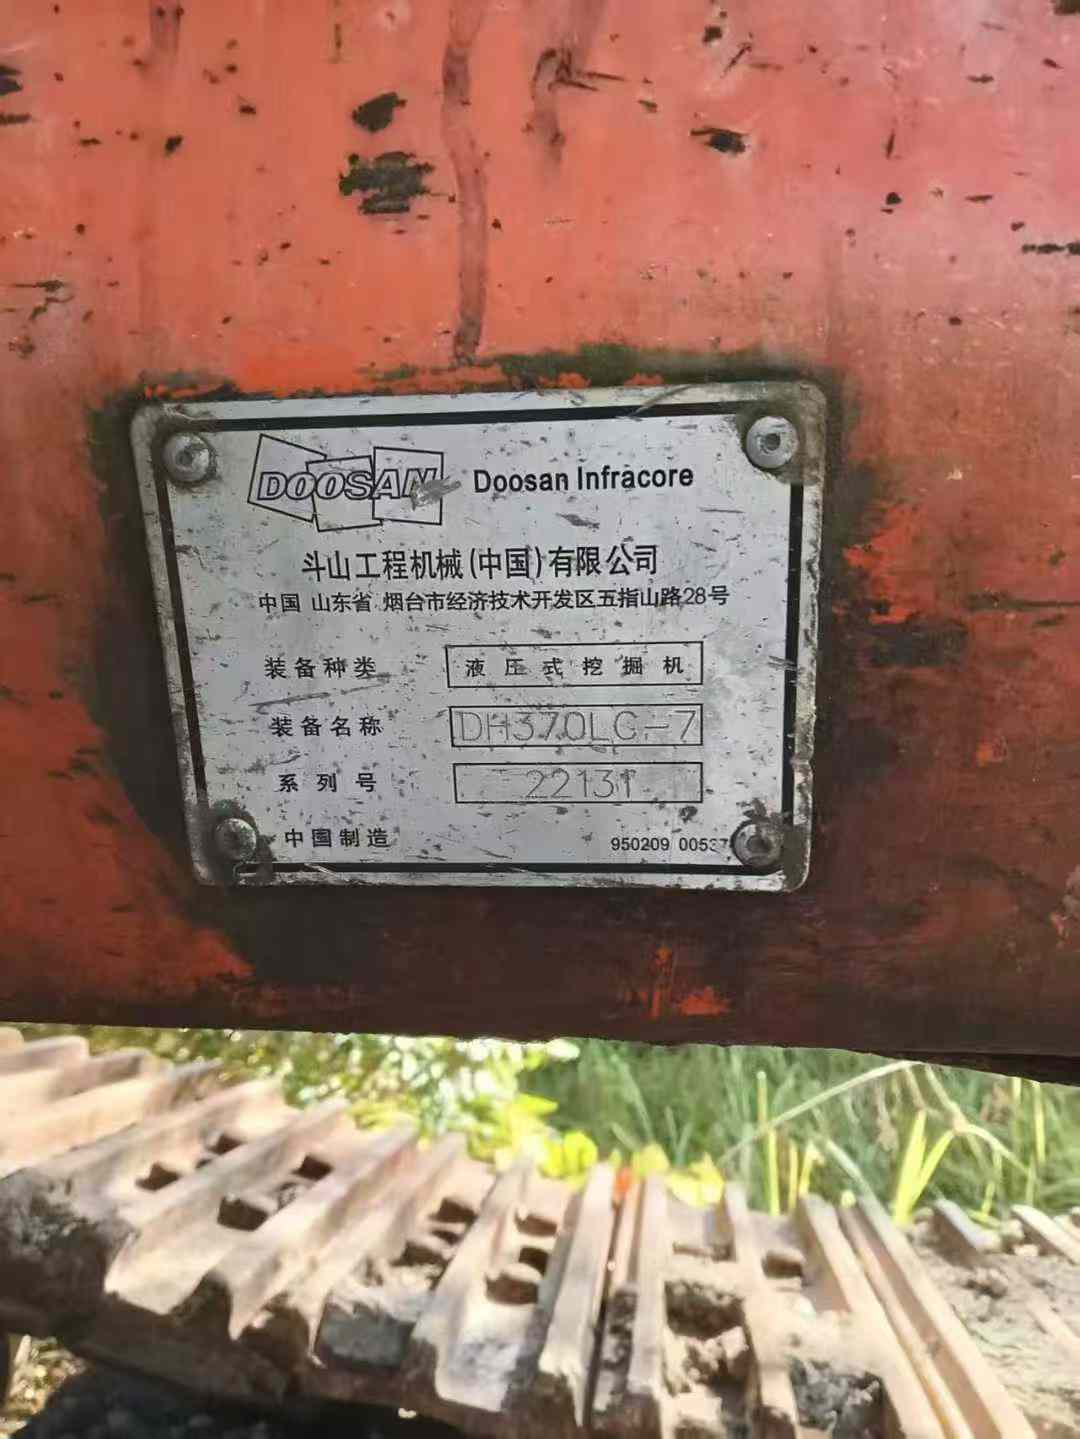 DOOSAN Doosan Infracore
斗山工程机械(中国)有限公司
中国 山东省 烟台市经济技术开发区五指山路28号
装备种类 液压式挖掘机
装备名称 DH370LC-7
系列号 22131
中国制造 950209